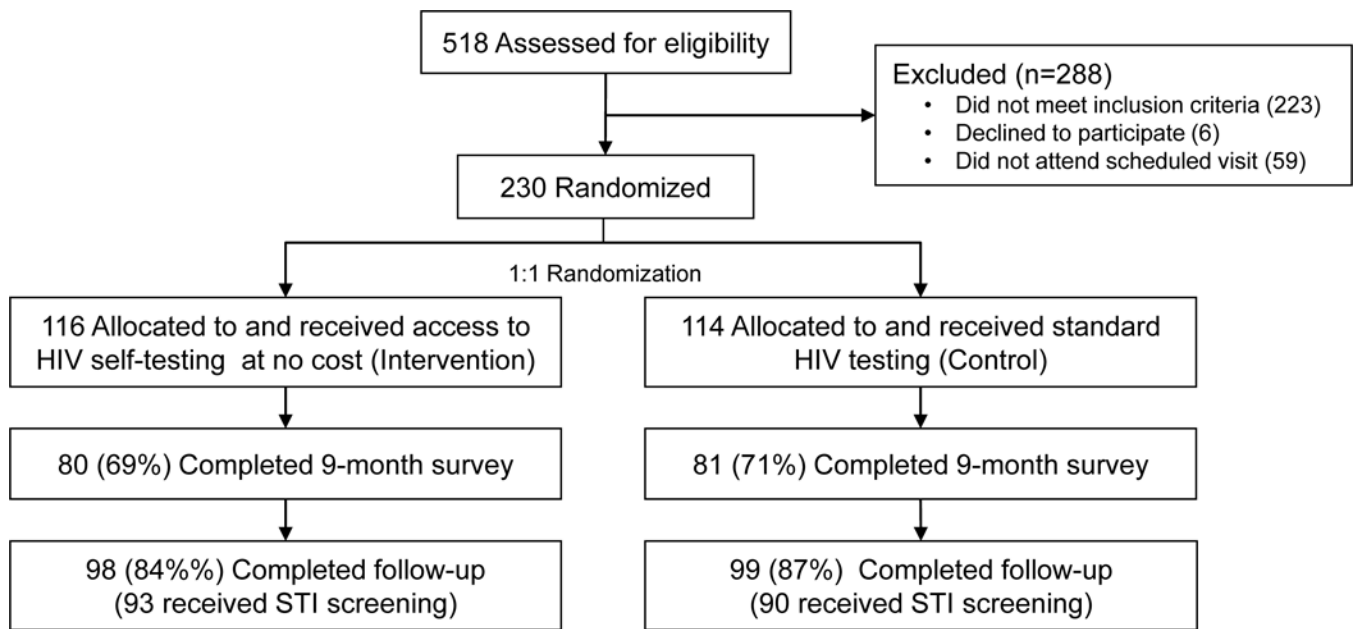 518 Assessed for eligibility
Excluded (n=288)
• Did not meet inclusion criteria (223)
• Declined to participate (6)
• Did not attend scheduled visit (59)
230 Randomized
1:1 Randomization
116 Allocated to and received access to
HIV self-testing  at no cost (Intervention)
114 Allocated to and received standard
HIV testing (Control)
80 (69%) Completed 9-month survey
81 (71%) Completed 9-month survey
98 (84%%) Completed follow-up
(93 received STI screening)
99 (87%)  Completed follow-up
(90 received STI screening)